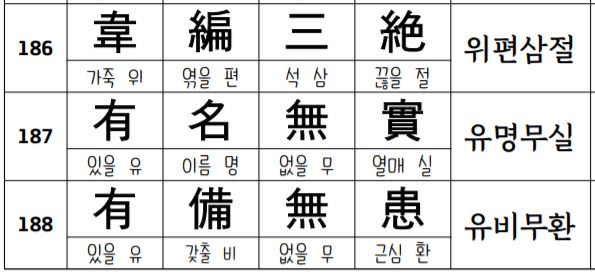 186 韋 編 三 絶 위편삼절
가죽 위 엮을 편 석 삼 끊을 절
187 有 名 無 實 유명무실
있을 유 이름 명 없을 무 열매 실
188 有 備 無 患 유비무환
있을 유 갖출 비 없을 무 근심 환